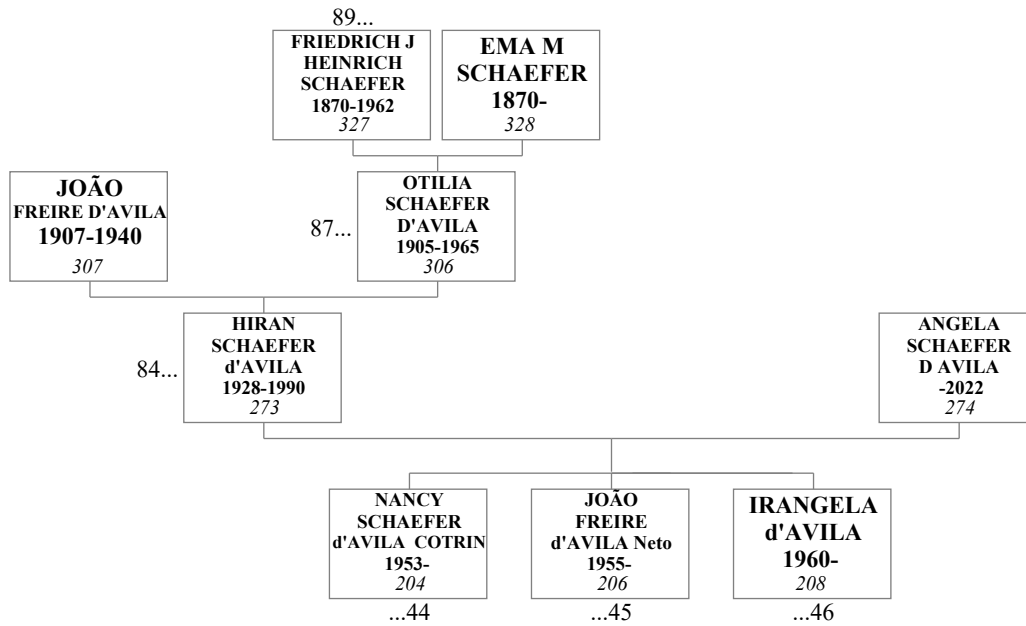 89...
FRIEDRICH J
HEINRICH
SCHAEFER
1870-1962
327
EMA M
SCHAEFER
1870-
328
JOÃO
FREIRE D'AVILA
1907-1940
307
87...
OTILIA
SCHAEFER
D'AVILA
1905-1965
306
84...
HIRAN
SCHAEFER
d'AVILA
1928-1990
273
ANGELA
SCHAEFER
D AVILA
-2022
274
NANCY
SCHAEFER
d'AVILA COTRIN
1953-
204
...44
JOÃO
FREIRE
d'AVILA Neto
1955-
206
...45
IRANGELA
d'AVILA
1960-
208
...46